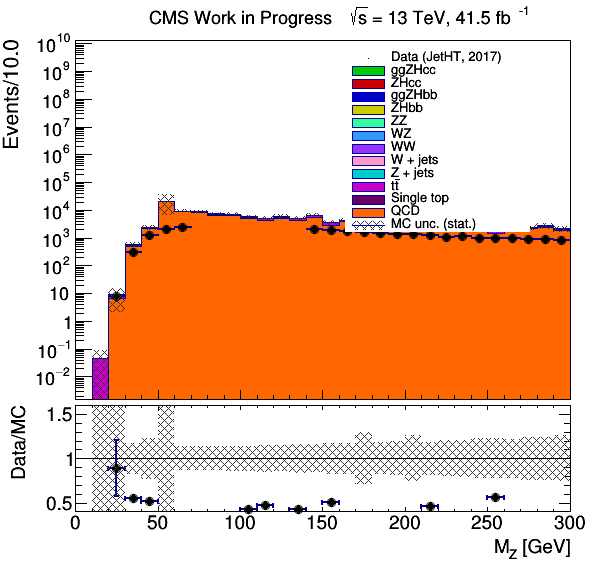 CMS Work in Progress √s = 13 TeV, 41.5 fb⁻¹
Events/10.0
10¹⁰
10⁹
10⁸
10⁷
10⁶
10⁵
10⁴
10³
10²
10
1
10⁻¹
10⁻²
Data (JetHT, 2017)
ggZHcc
ZHcc
ggZHbb
ZHbb
ZZ
WZ
WW
W + jets
Z + jets
tt̄
Single top
QCD
MC unc. (stat.)
Data/MC
1.5
1
0.5
0 50 100 150 200 250 300
M_Z [GeV]